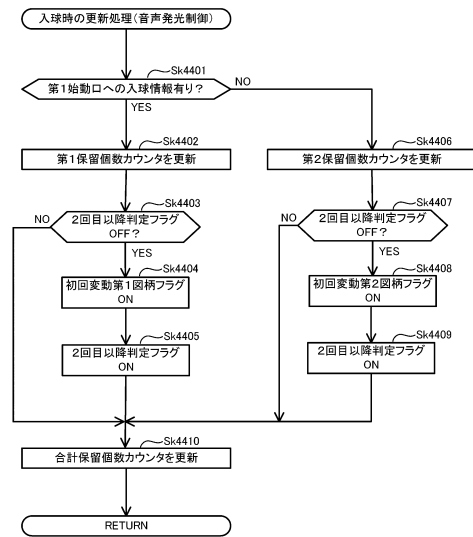 入球時の更新処理(音声発光制御)
Sk4401
第1始動口への入球情報有り?
NO
YES
Sk4402
第1保留個数カウンタを更新
Sk4406
第2保留個数カウンタを更新
Sk4403
NO
2回目以降判定フラグ
OFF?
YES
Sk4407
NO
2回目以降判定フラグ
OFF?
YES
Sk4404
初回変動第1図柄フラグ
ON
Sk4408
初回変動第2図柄フラグ
ON
Sk4405
2回目以降判定フラグ
ON
Sk4409
2回目以降判定フラグ
ON
Sk4410
合計保留個数カウンタを更新
RETURN